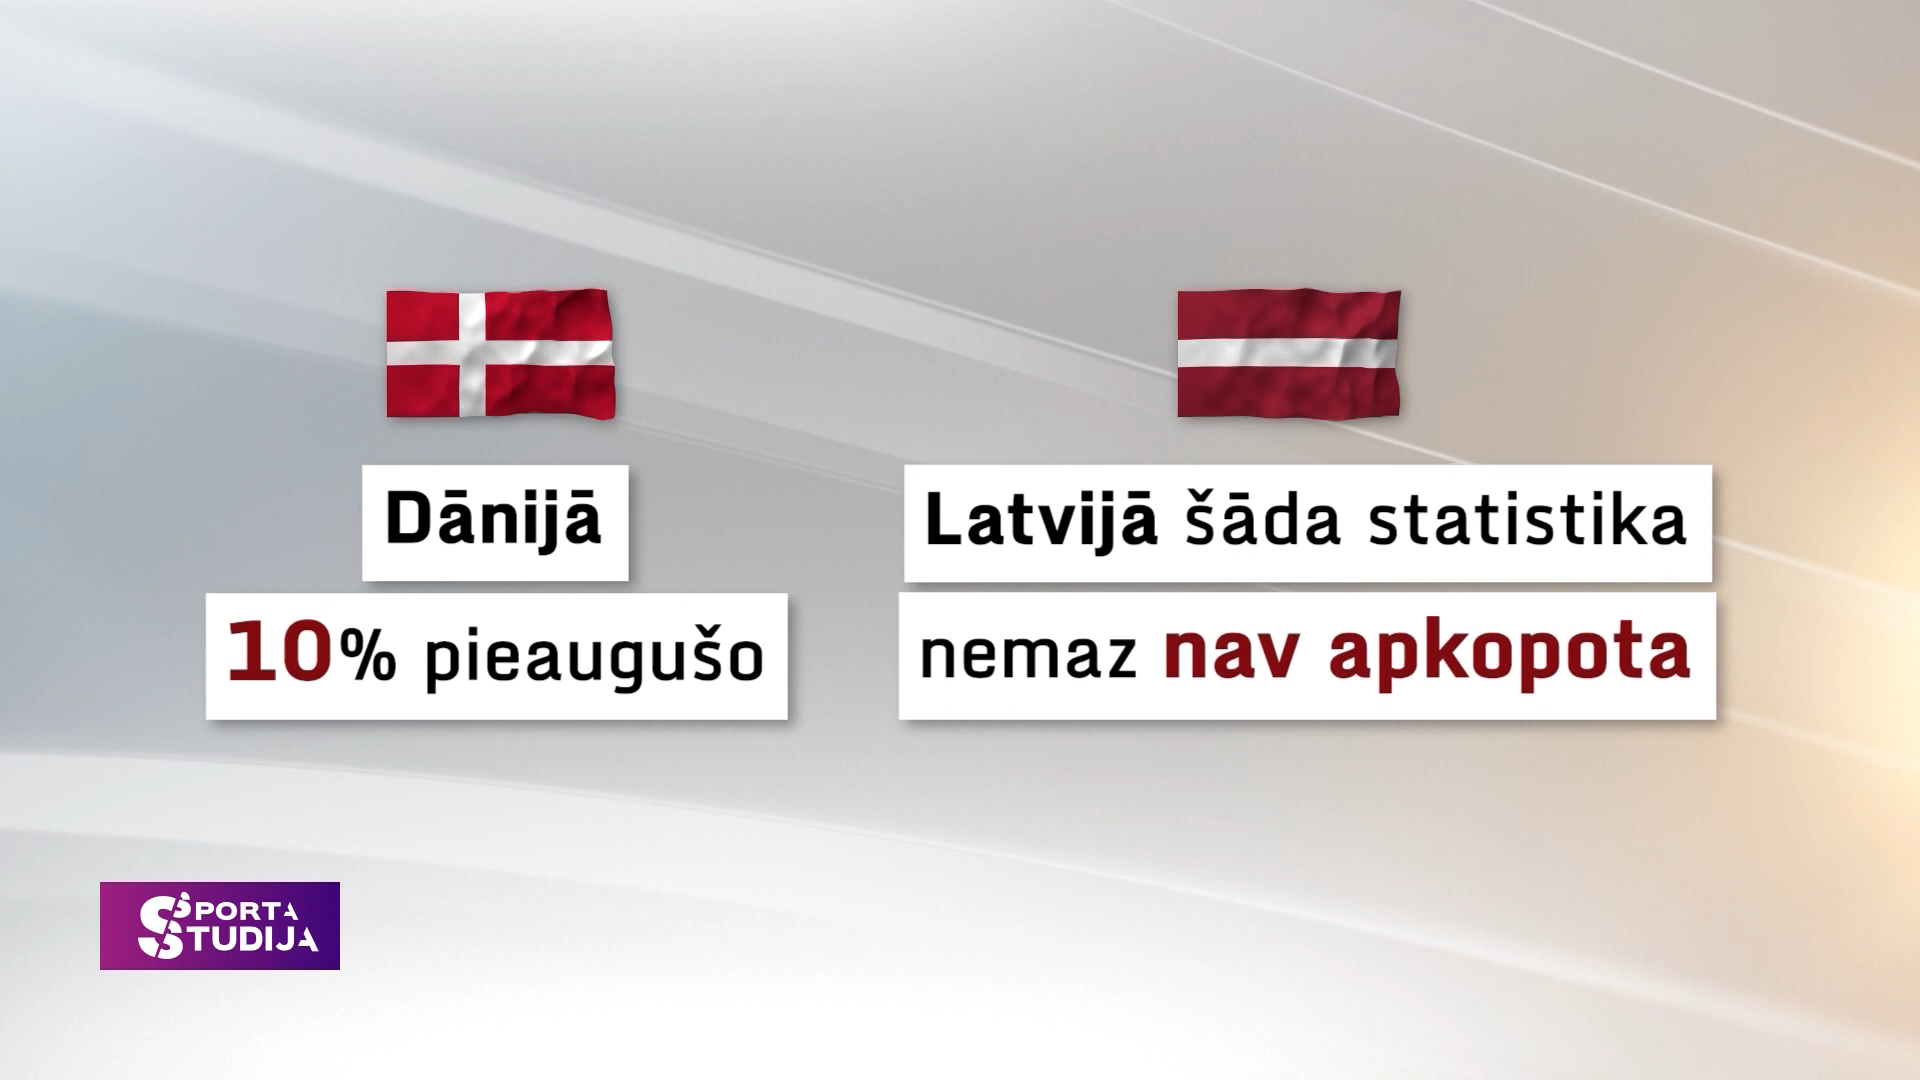 Dānijā
10% pieaugušo
Latvijā šāda statistika
nemaz nav apkopota
SPORTA
STUDIJA